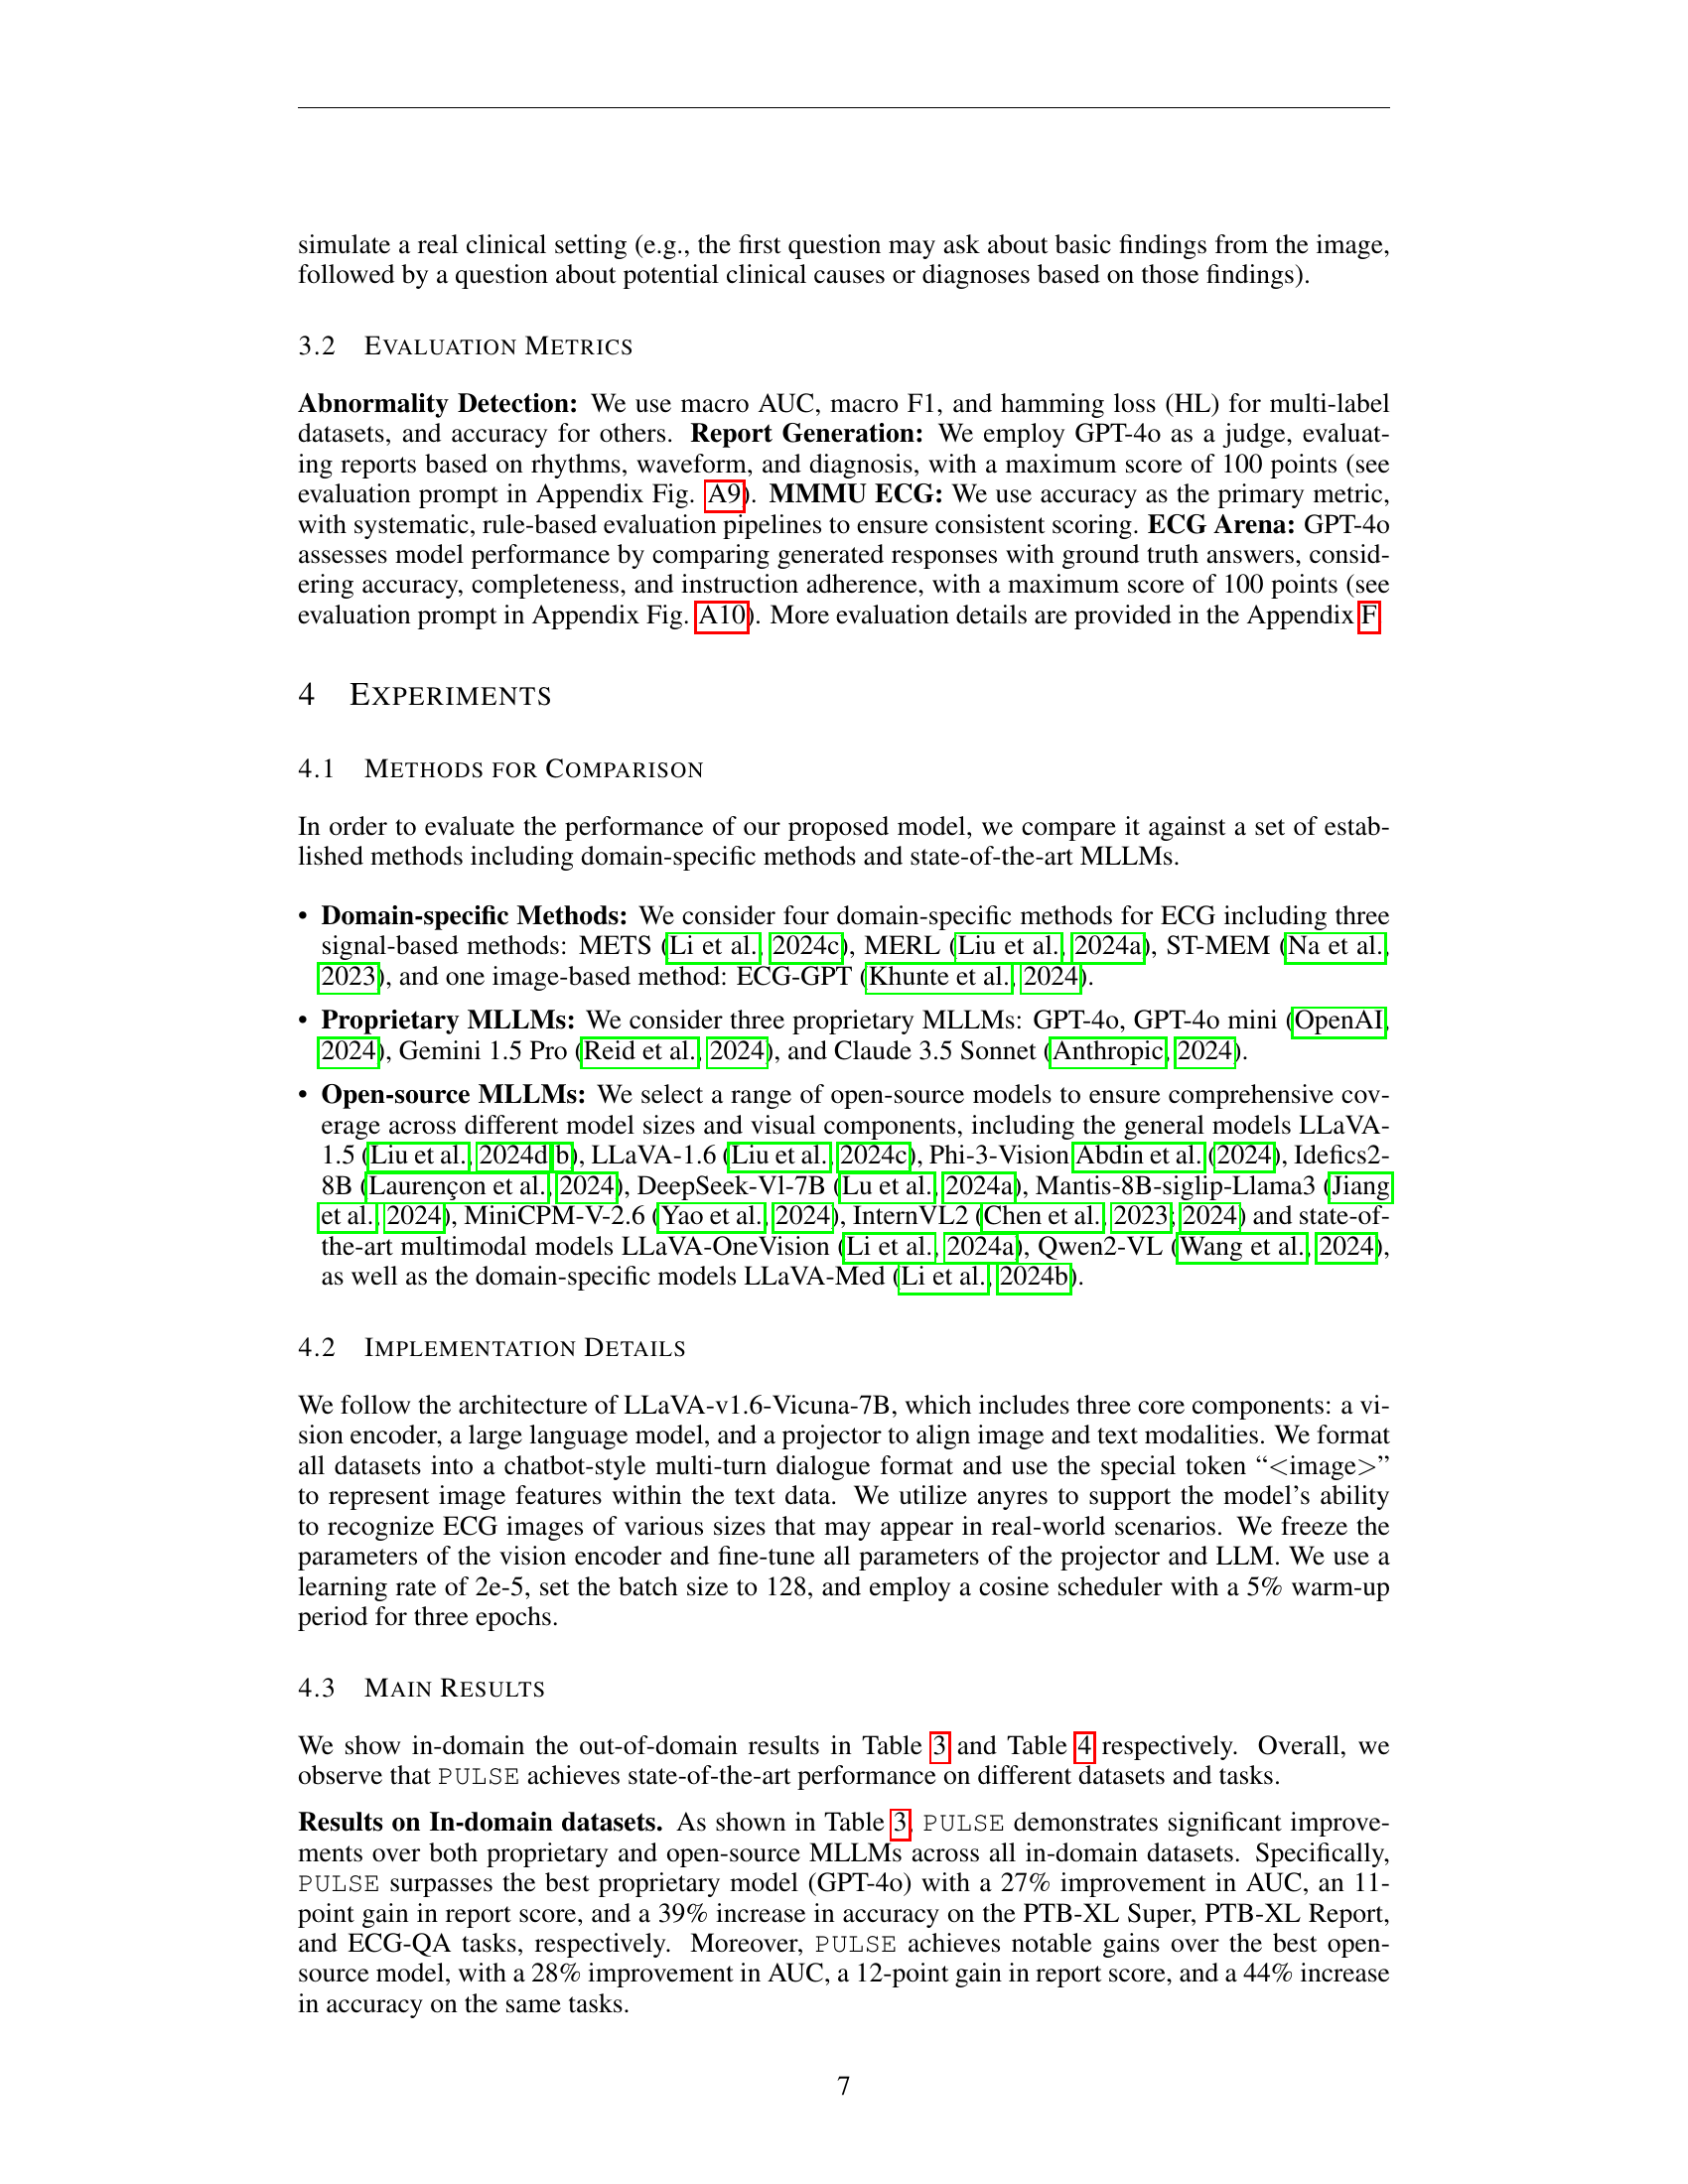 simulate a real clinical setting (e.g., the first question may ask about basic findings from the image,
followed by a question about potential clinical causes or diagnoses based on those findings).
3.2 EVALUATION METRICS
Abnormality Detection: We use macro AUC, macro F1, and hamming loss (HL) for multi-label
datasets, and accuracy for others. Report Generation: We employ GPT-4o as a judge, evaluat-
ing reports based on rhythms, waveform, and diagnosis, with a maximum score of 100 points (see
evaluation prompt in Appendix Fig. A9). MMMU ECG: We use accuracy as the primary metric,
with systematic, rule-based evaluation pipelines to ensure consistent scoring. ECG Arena: GPT-4o
assesses model performance by comparing generated responses with ground truth answers, consid-
ering accuracy, completeness, and instruction adherence, with a maximum score of 100 points (see
evaluation prompt in Appendix Fig. A10). More evaluation details are provided in the Appendix F
4 EXPERIMENTS
4.1 METHODS FOR COMPARISON
In order to evaluate the performance of our proposed model, we compare it against a set of estab-
lished methods including domain-specific methods and state-of-the-art MLLMs.
• Domain-specific Methods: We consider four domain-specific methods for ECG including three
signal-based methods: METS (Li et al., 2024c), MERL (Liu et al., 2024a), ST-MEM (Na et al.,
2023), and one image-based method: ECG-GPT (Khunte et al., 2024).
• Proprietary MLLMs: We consider three proprietary MLLMs: GPT-4o, GPT-4o mini (OpenAI,
2024), Gemini 1.5 Pro (Reid et al., 2024), and Claude 3.5 Sonnet (Anthropic, 2024).
• Open-source MLLMs: We select a range of open-source models to ensure comprehensive cov-
erage across different model sizes and visual components, including the general models LLaVA-
1.5 (Liu et al., 2024d;b), LLaVA-1.6 (Liu et al., 2024c), Phi-3-Vision Abdin et al. (2024), Idefics2-
8B (Laurençon et al., 2024), DeepSeek-Vl-7B (Lu et al., 2024a), Mantis-8B-siglip-Llama3 (Jiang
et al., 2024), MiniCPM-V-2.6 (Yao et al., 2024), InternVL2 (Chen et al., 2023; 2024) and state-of-
the-art multimodal models LLaVA-OneVision (Li et al., 2024a), Qwen2-VL (Wang et al., 2024),
as well as the domain-specific models LLaVA-Med (Li et al., 2024b).
4.2 IMPLEMENTATION DETAILS
We follow the architecture of LLaVA-v1.6-Vicuna-7B, which includes three core components: a vi-
sion encoder, a large language model, and a projector to align image and text modalities. We format
all datasets into a chatbot-style multi-turn dialogue format and use the special token “<image>”
to represent image features within the text data. We utilize anyres to support the model’s ability
to recognize ECG images of various sizes that may appear in real-world scenarios. We freeze the
parameters of the vision encoder and fine-tune all parameters of the projector and LLM. We use a
learning rate of 2e-5, set the batch size to 128, and employ a cosine scheduler with a 5% warm-up
period for three epochs.
4.3 MAIN RESULTS
We show in-domain the out-of-domain results in Table 3 and Table 4 respectively. Overall, we
observe that PULSE achieves state-of-the-art performance on different datasets and tasks.
Results on In-domain datasets. As shown in Table 3, PULSE demonstrates significant improve-
ments over both proprietary and open-source MLLMs across all in-domain datasets. Specifically,
PULSE surpasses the best proprietary model (GPT-4o) with a 27% improvement in AUC, an 11-
point gain in report score, and a 39% increase in accuracy on the PTB-XL Super, PTB-XL Report,
and ECG-QA tasks, respectively. Moreover, PULSE achieves notable gains over the best open-
source model, with a 28% improvement in AUC, a 12-point gain in report score, and a 44% increase
in accuracy on the same tasks.
7